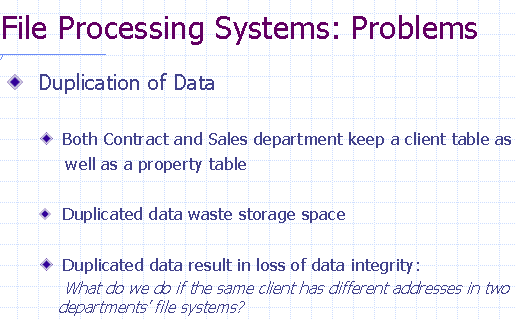 File Processing Systems: Problems
Duplication of Data
Both Contract and Sales department keep a client table as
well as a property table
Duplicated data waste storage space
Duplicated data result in loss of data integrity:
What do we do if the same client has different addresses in two
departments' file systems?